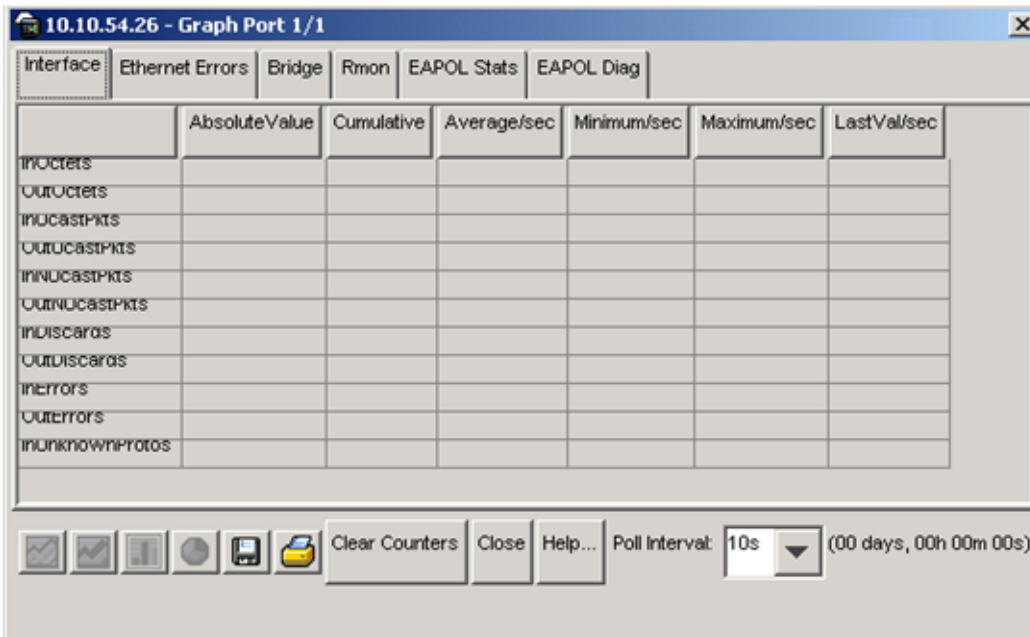 10.10.54.26 - Graph Port 1/1
Interface Ethernet Errors Bridge Rmon EAPOL Stats EAPOL Diag
AbsoluteValue Cumulative Average/sec Minimum/sec Maximum/sec LastVal/sec
InOctets
OutOctets
InUcastPkts
OutUcastPkts
InNUcastPkts
OutNUcastPkts
InDiscards
OutDiscards
InErrors
OutErrors
InUnknownProtos
Clear Counters Close Help... Poll Interval: 10s (00 days, 00h 00m 00s)